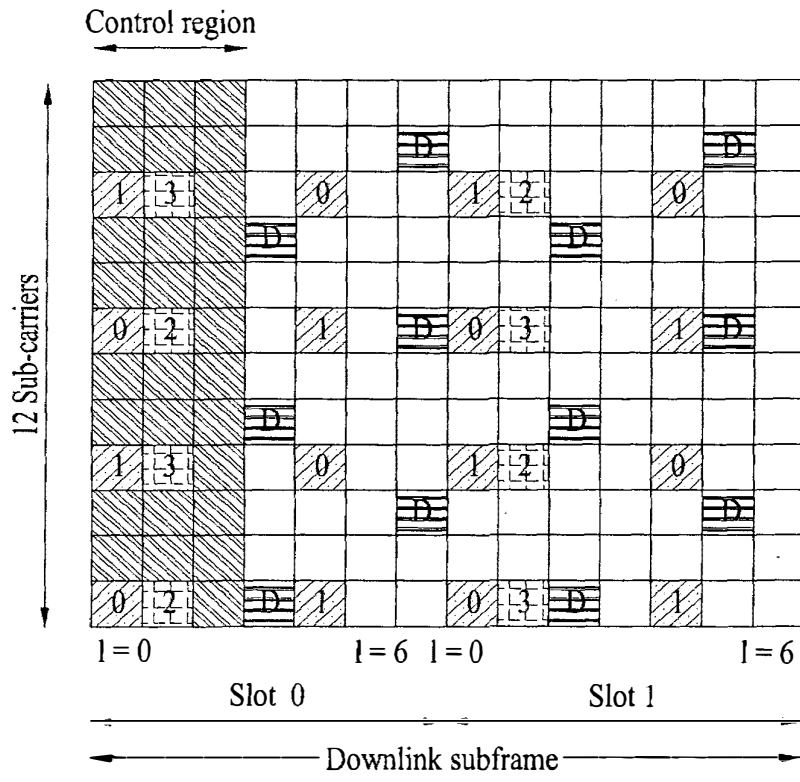 Control region
D D
1 3 0 1 2 0
D D
12 Sub-carriers
0 2 1 D 0 3 1 D
D D
1 3 0 1 2 0
D D
0 2 D 1 0 3 D 1
l = 0 l = 6 l = 0 l = 6
Slot 0 Slot 1
Downlink subframe